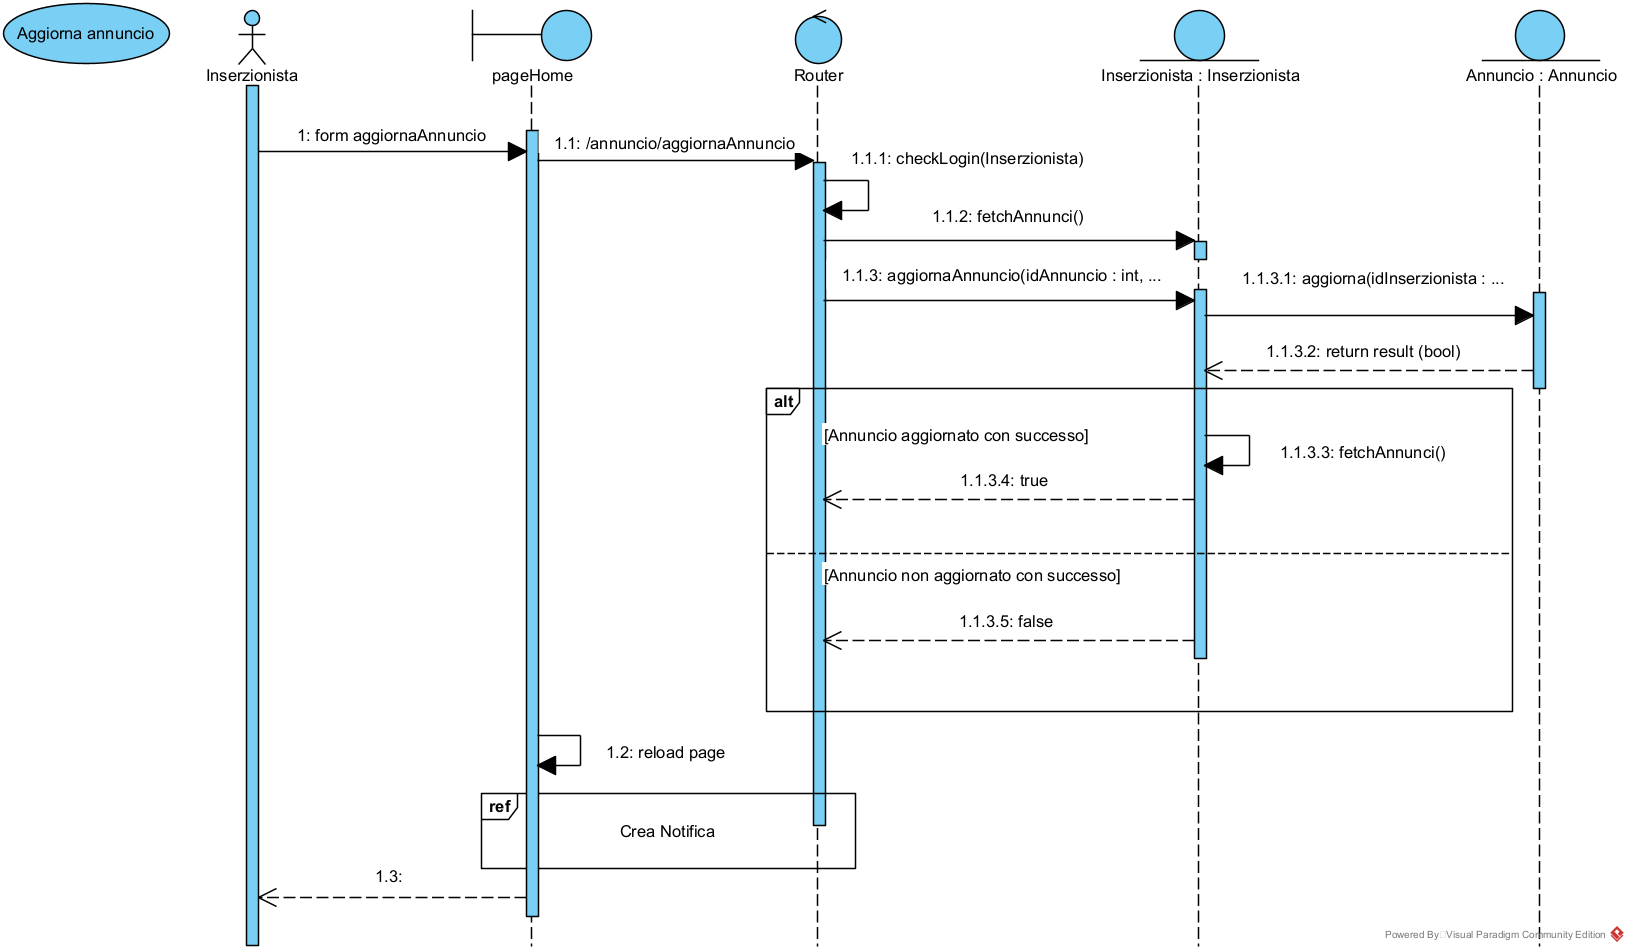 Aggiorna annuncio
Inserzionista
pageHome
Router
Inserzionista : Inserzionista
Annuncio : Annuncio
1: form aggiornaAnnuncio
1.1: /annuncio/aggiornaAnnuncio
1.1.1: checkLogin(Inserzionista)
1.1.2: fetchAnnunci()
1.1.3: aggiornaAnnuncio(idAnnuncio : int, ...
1.1.3.1: aggiorna(idInserzionista : ...
1.1.3.2: return result (bool)
alt
[Annuncio aggiornato con successo]
1.1.3.3: fetchAnnunci()
1.1.3.4: true
[Annuncio non aggiornato con successo]
1.1.3.5: false
1.2: reload page
ref
Crea Notifica
1.3:
Powered By Visual Paradigm Community Edition